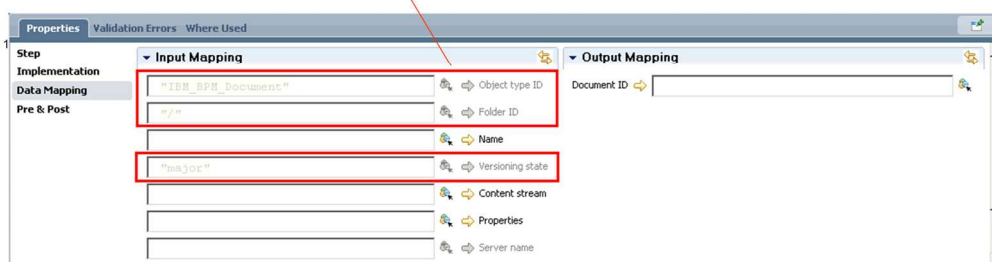 Properties Validation Errors Where Used
1
Step
Implementation
Data Mapping
Pre & Post
Input Mapping
"IBM_BPM_Document" Object type ID
"/" Folder ID
Name
"major" Versioning state
Content stream
Properties
Server name
Output Mapping
Document ID